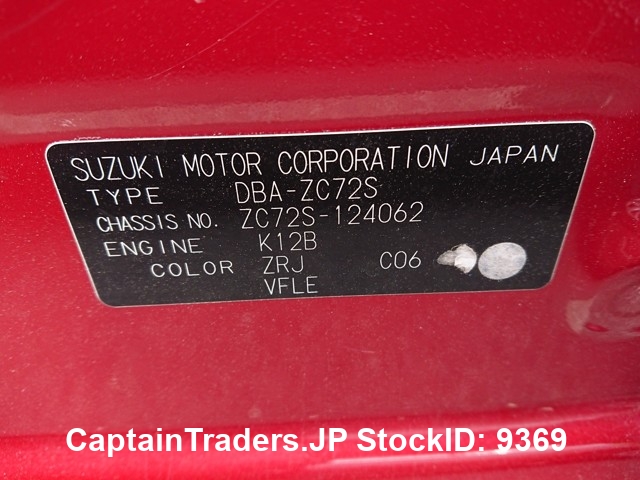 SUZUKI MOTOR CORPORATION JAPAN
TYPE DBA-ZC72S
CHASSIS NO. ZC72S-124062
ENGINE K12B
COLOR ZRJ C06
VFLE
CaptainTraders.JP StockID: 9369